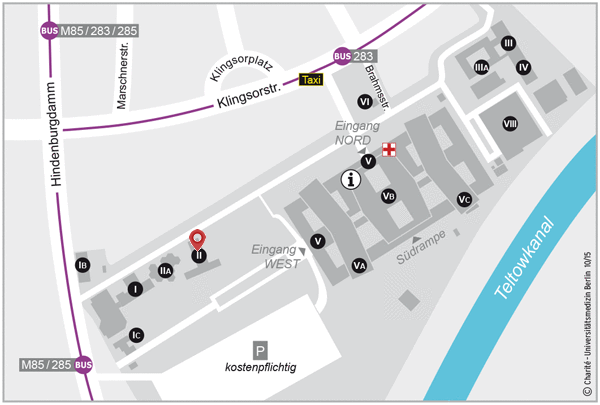 BUS M85 / 283 / 285
Marschnerstr.
Klingsorplatz
BUS 283
Taxi
Klingsorstr.
Brahmsstr.
Hindenburgdamm
III
IIIA
IV
VI
VIII
Eingang
NORD
V
i
VB
VC
V
VA
Eingang
WEST
Südrampe
Teltowkanal
II
IIA
IB
I
IC
M85 / 285 BUS
P
kostenpflichtig
© Charité - Universitätsmedizin Berlin 10/15